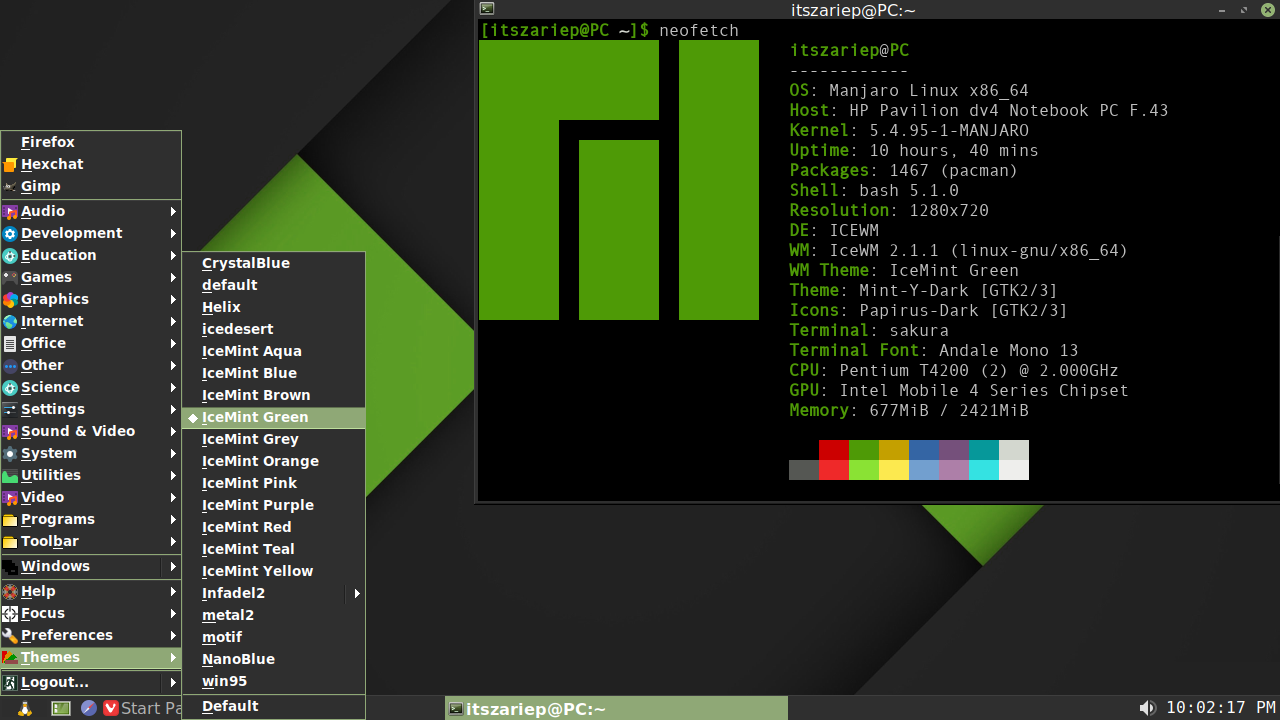 itszariep@PC:~
[itszariep@PC ~]$ neofetch
itszariep@PC
------------
OS: Manjaro Linux x86_64
Host: HP Pavilion dv4 Notebook PC F.43
Kernel: 5.4.95-1-MANJARO
Uptime: 10 hours, 40 mins
Packages: 1467 (pacman)
Shell: bash 5.1.0
Resolution: 1280x720
DE: ICEWM
WM: IceWM 2.1.1 (linux-gnu/x86_64)
WM Theme: IceMint Green
Theme: Mint-Y-Dark [GTK2/3]
Icons: Papirus-Dark [GTK2/3]
Terminal: sakura
Terminal Font: Andale Mono 13
CPU: Pentium T4200 (2) @ 2.000GHz
GPU: Intel Mobile 4 Series Chipset
Memory: 677MiB / 2421MiB
Firefox
Hexchat
Gimp
Audio
Development
Education
Games
Graphics
Internet
Office
Other
Science
Settings
Sound & Video
System
Utilities
Video
Programs
Toolbar
Windows
Help
Focus
Preferences
Themes
Logout...
CrystalBlue
default
Helix
icedesert
IceMint Aqua
IceMint Blue
IceMint Brown
IceMint Green
IceMint Grey
IceMint Orange
IceMint Pink
IceMint Purple
IceMint Red
IceMint Teal
IceMint Yellow
Infadel2
metal2
motif
NanoBlue
win95
Default
Start Pa
itszariep@PC:~
10:02:17 PM